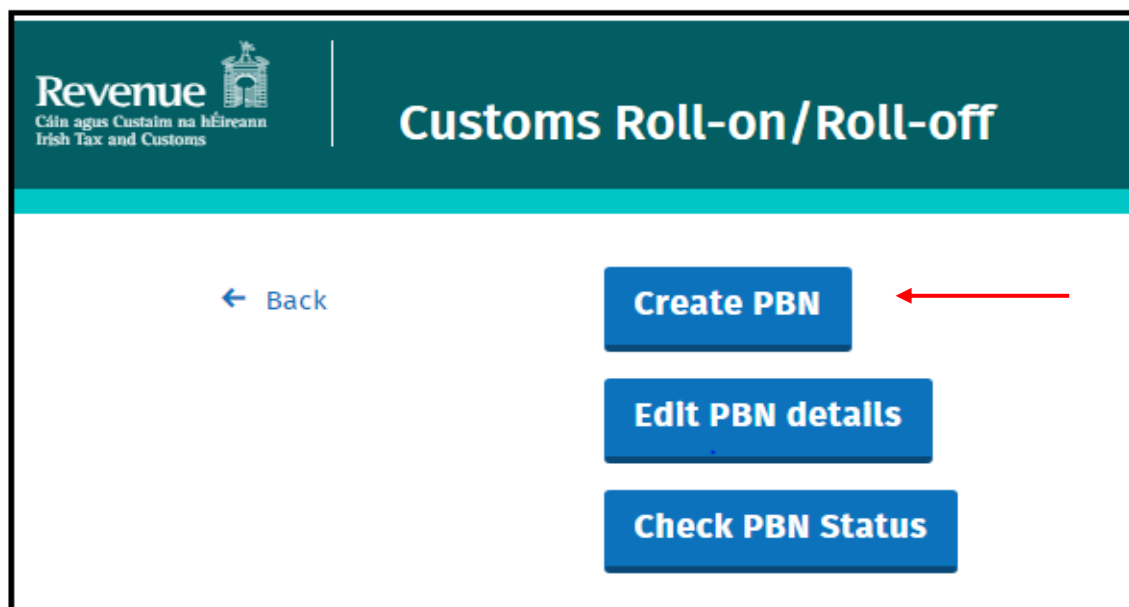 Revenue
Cáin agus Custaim na hÉireann
Irish Tax and Customs
Customs Roll-on/Roll-off
← Back
Create PBN
Edit PBN details
Check PBN Status